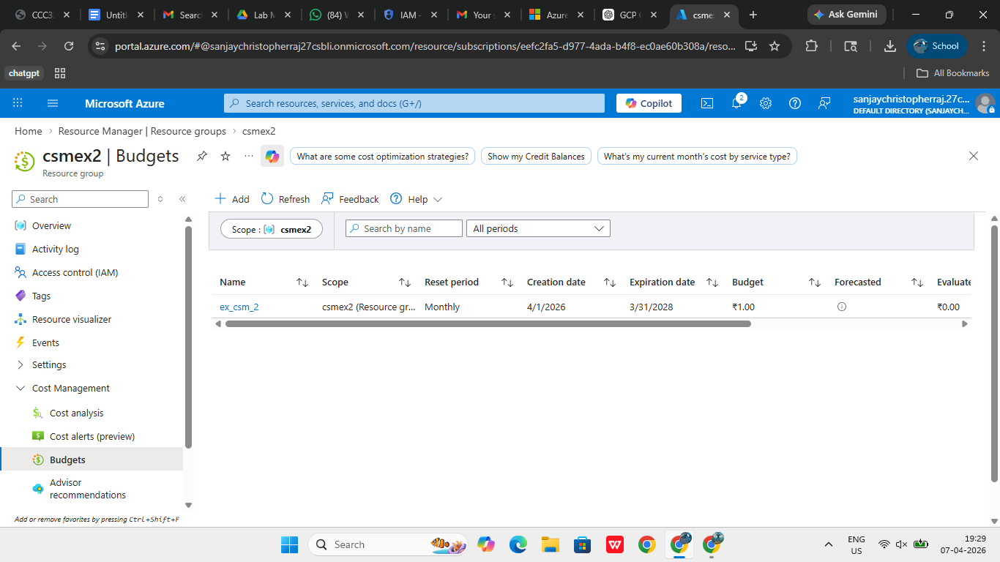 CCC3.
Untitl
Gmail Search
Lab M
(84) V
IAM -
Your s
Azure
GCP C
csmex
Ask Gemini
portal.azure.com/#@sanjaychristopherraj27csbli.onmicrosoft.com/resource/subscriptions/eefc2fa5-d977-4ada-b4f8-ec0ae60b308a/reso...
School
chatgpt
All Bookmarks
Microsoft Azure
Search resources, services, and docs (G+/)
Copilot
2
sanjaychristopherraj.27c...
DEFAULT DIRECTORY (SANJAYCH...
Home > Resource Manager | Resource groups > csmex2
csmex2 | Budgets
...
What are some cost optimization strategies?
Show my Credit Balances
What's my current month's cost by service type?
Resource group
Search
Add
Refresh
Feedback
Help
Overview
Activity log
Access control (IAM)
Tags
Resource visualizer
Events
Settings
Cost Management
Cost analysis
Cost alerts (preview)
Budgets
Advisor
recommendations
Add or remove favorites by pressing Ctrl+Shift+F
Scope : csmex2
Search by name
All periods
Name Scope Reset period Creation date Expiration date Budget Forecasted Evaluate
ex_csm_2 csmex2 (Resource gr... Monthly 4/1/2026 3/31/2028 ₹1.00 ₹0.00
Search
ENG
US
19:29
07-04-2026